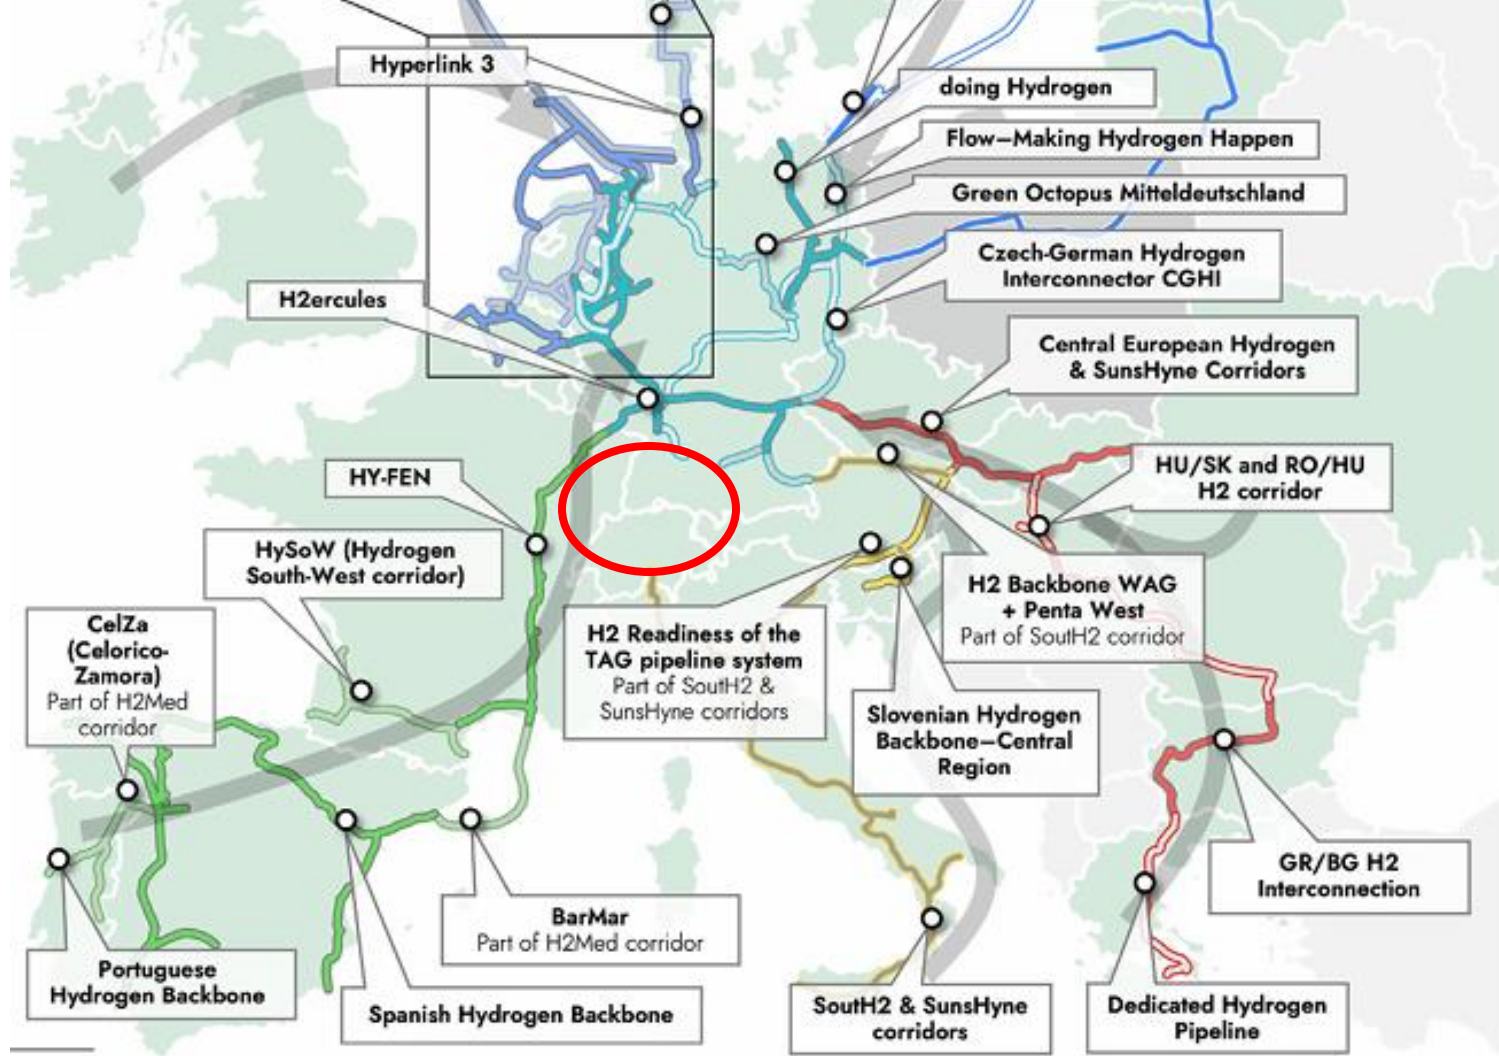 Hyperlink 3
doing Hydrogen
Flow–Making Hydrogen Happen
Green Octopus Mitteldeutschland
Czech-German Hydrogen
Interconnector CGHI
H2ercules
Central European Hydrogen
& SunsHyne Corridors
HY-FEN
HU/SK and RO/HU
H2 corridor
HySoW (Hydrogen
South-West corridor)
H2 Backbone WAG
+ Penta West
Part of SoutH2 corridor
CelZa
(Celorico-
Zamora)
Part of H2Med
corridor
H2 Readiness of the
TAG pipeline system
Part of SoutH2 &
SunsHyne corridors
Slovenian Hydrogen
Backbone–Central
Region
GR/BG H2
Interconnection
BarMar
Part of H2Med corridor
Portuguese
Hydrogen Backbone
Spanish Hydrogen Backbone
SoutH2 & SunsHyne
corridors
Dedicated Hydrogen
Pipeline